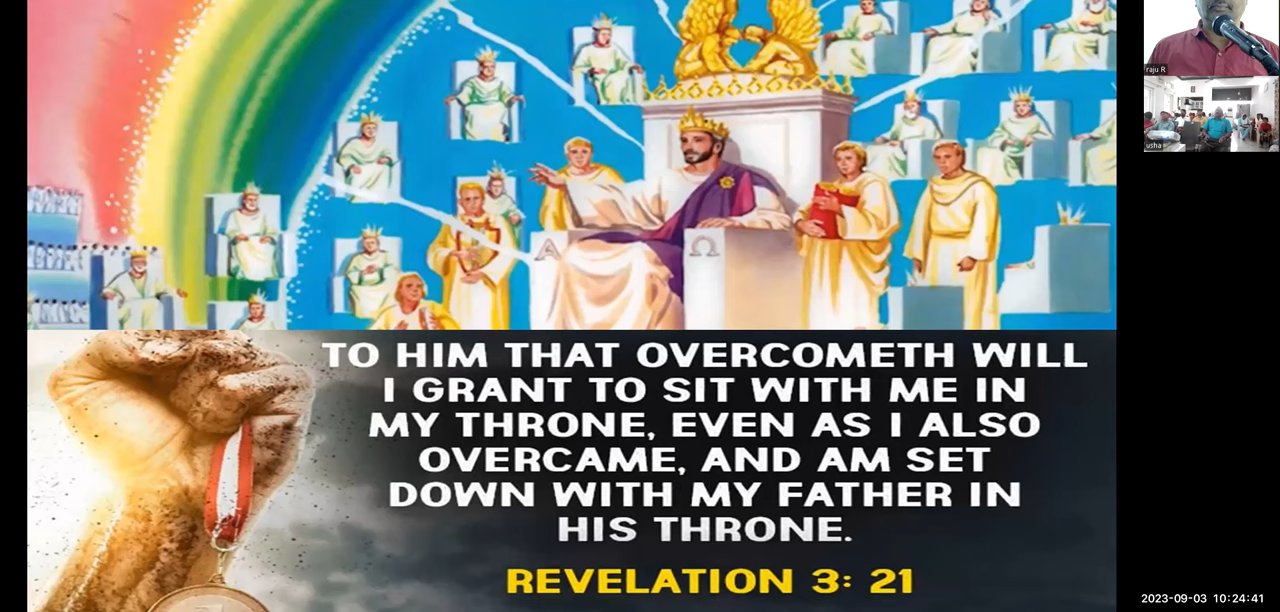 raju R
usha
Α
Ω
TO HIM THAT OVERCOMETH WILL
I GRANT TO SIT WITH ME IN
MY THRONE, EVEN AS I ALSO
OVERCAME, AND AM SET
DOWN WITH MY FATHER IN
HIS THRONE.
REVELATION 3: 21
2023-09-03 10:24:41